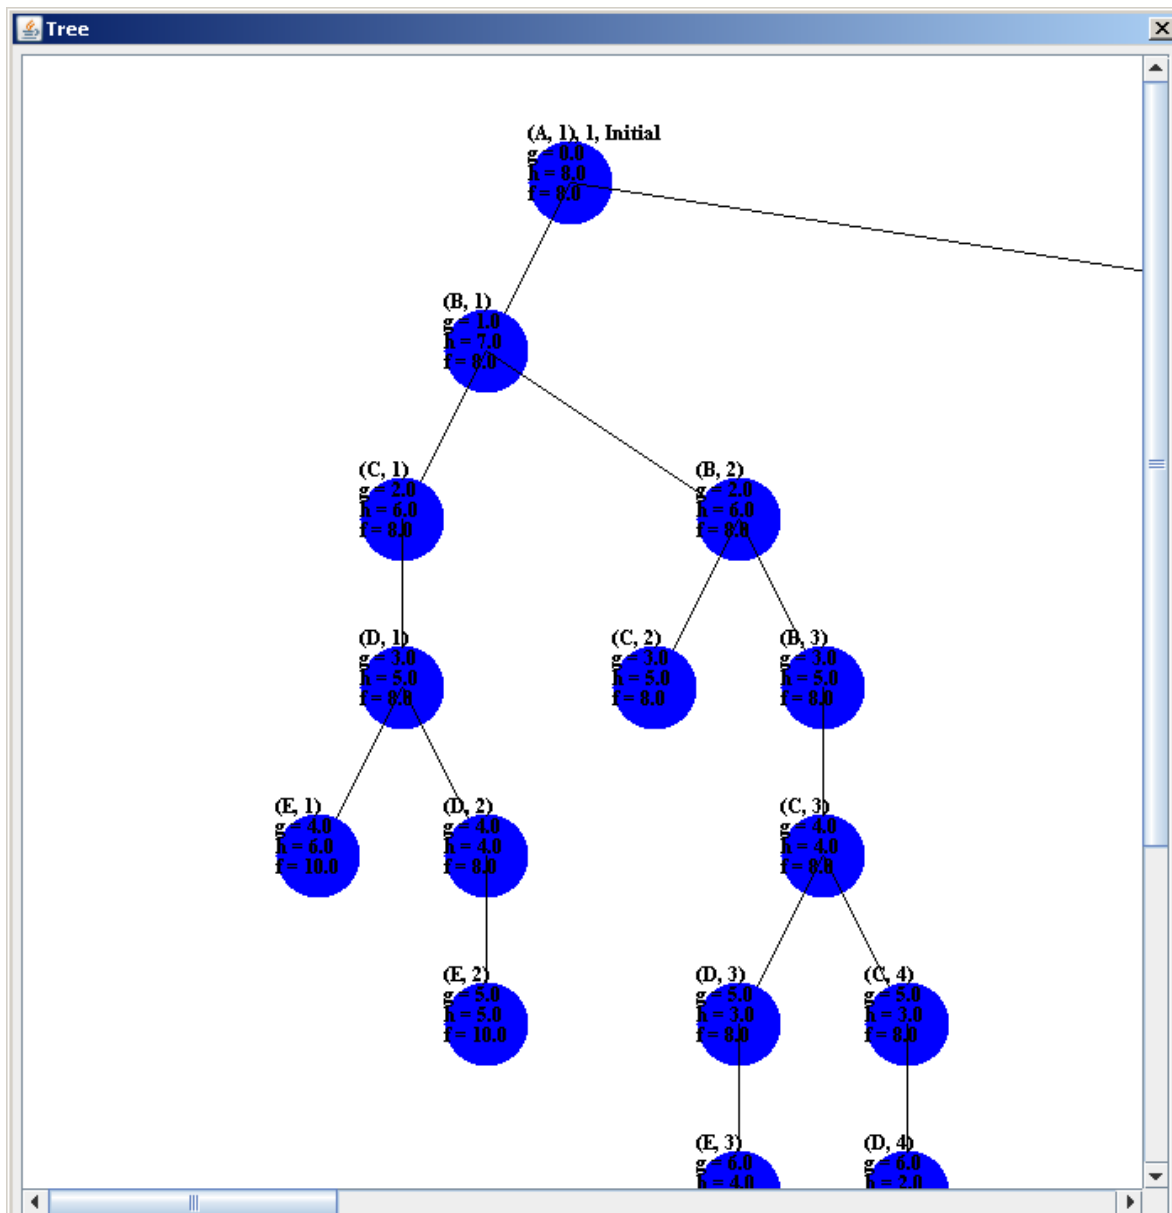 Tree
(A, 1), 1, Initial
g = 0.0
h = 8.0
f = 8.0
(B, 1)
g = 1.0
h = 7.0
f = 8.0
(C, 1)
g = 2.0
h = 6.0
f = 8.0
(B, 2)
g = 2.0
h = 6.0
f = 8.0
(D, 1)
g = 3.0
h = 5.0
f = 8.0
(C, 2)
g = 3.0
h = 5.0
f = 8.0
(B, 3)
g = 3.0
h = 5.0
f = 8.0
(E, 1)
g = 4.0
h = 6.0
f = 10.0
(D, 2)
g = 4.0
h = 4.0
f = 8.0
(C, 3)
g = 4.0
h = 4.0
f = 8.0
(E, 2)
g = 5.0
h = 5.0
f = 10.0
(D, 3)
g = 5.0
h = 3.0
f = 8.0
(C, 4)
g = 5.0
h = 3.0
f = 8.0
(E, 3)
g = 6.0
h = 4.0
(D, 4)
g = 6.0
h = 2.0